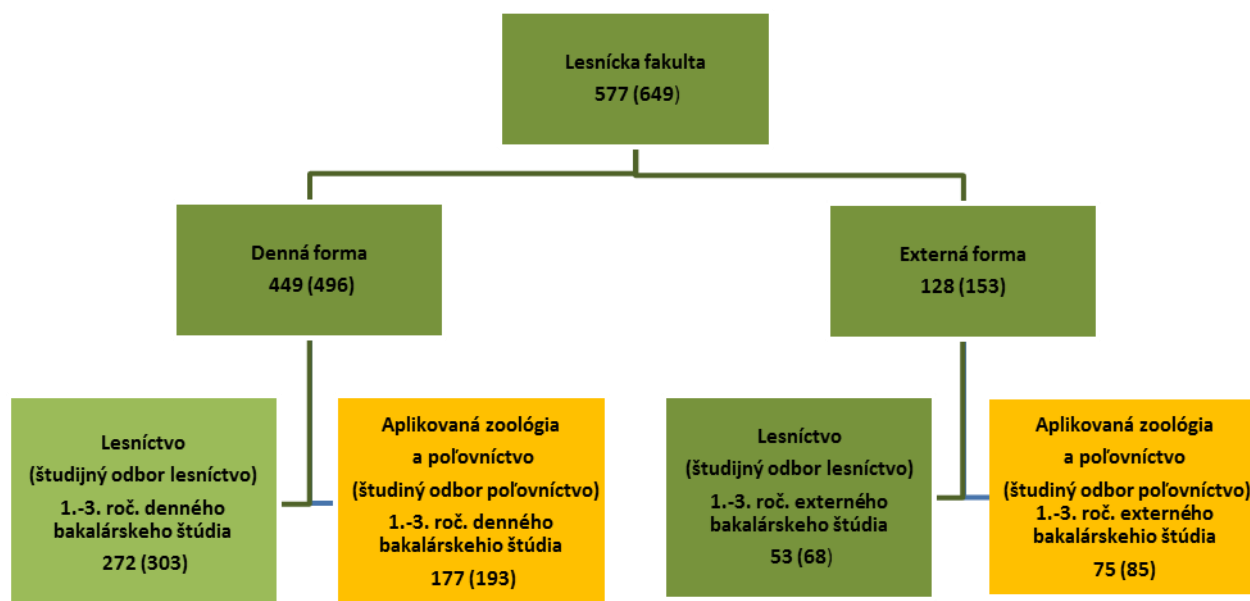 Lesnícka fakulta
577 (649)
Denná forma
449 (496)
Externá forma
128 (153)
Lesníctvo
(študijný odbor lesníctvo)
1.-3. roč. denného
bakalárskeho štúdia
272 (303)
Aplikovaná zoológia
a poľovníctvo
(študiný odbor poľovníctvo)
1.-3. roč. denného
bakalárskehio štúdia
177 (193)
Lesníctvo
(študijný odbor lesníctvo)
1.-3. roč. externého
bakalárskeho štúdia
53 (68)
Aplikovaná zoológia
a poľovníctvo
(študiný odbor poľovníctvo)
1.-3. roč. externého
bakalárskehio štúdia
75 (85)